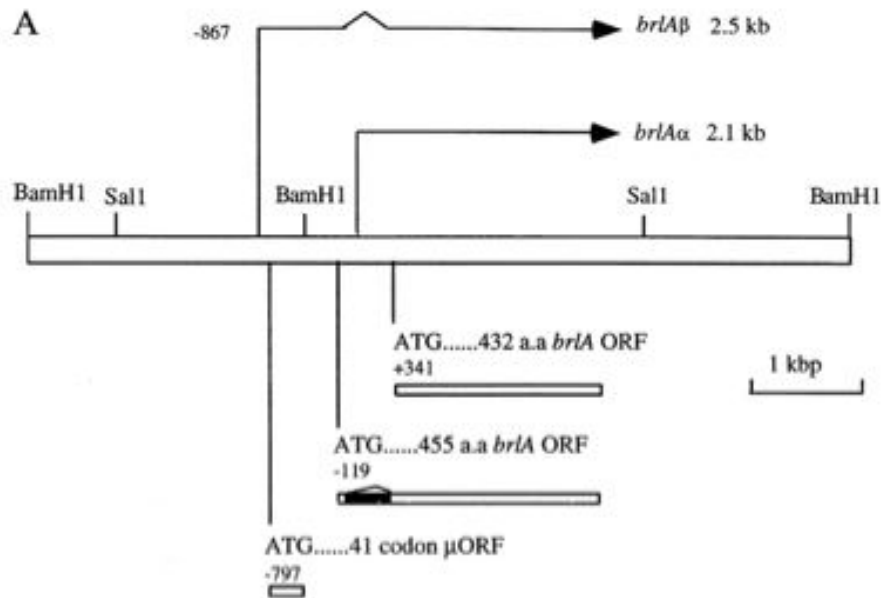 A
-867
brlAβ 2.5 kb
brlAα 2.1 kb
BamH1
Sal1
BamH1
Sal1
BamH1
ATG......432 a.a brlA ORF
+341
1 kbp
ATG......455 a.a brlA ORF
-119
ATG......41 codon μORF
-797